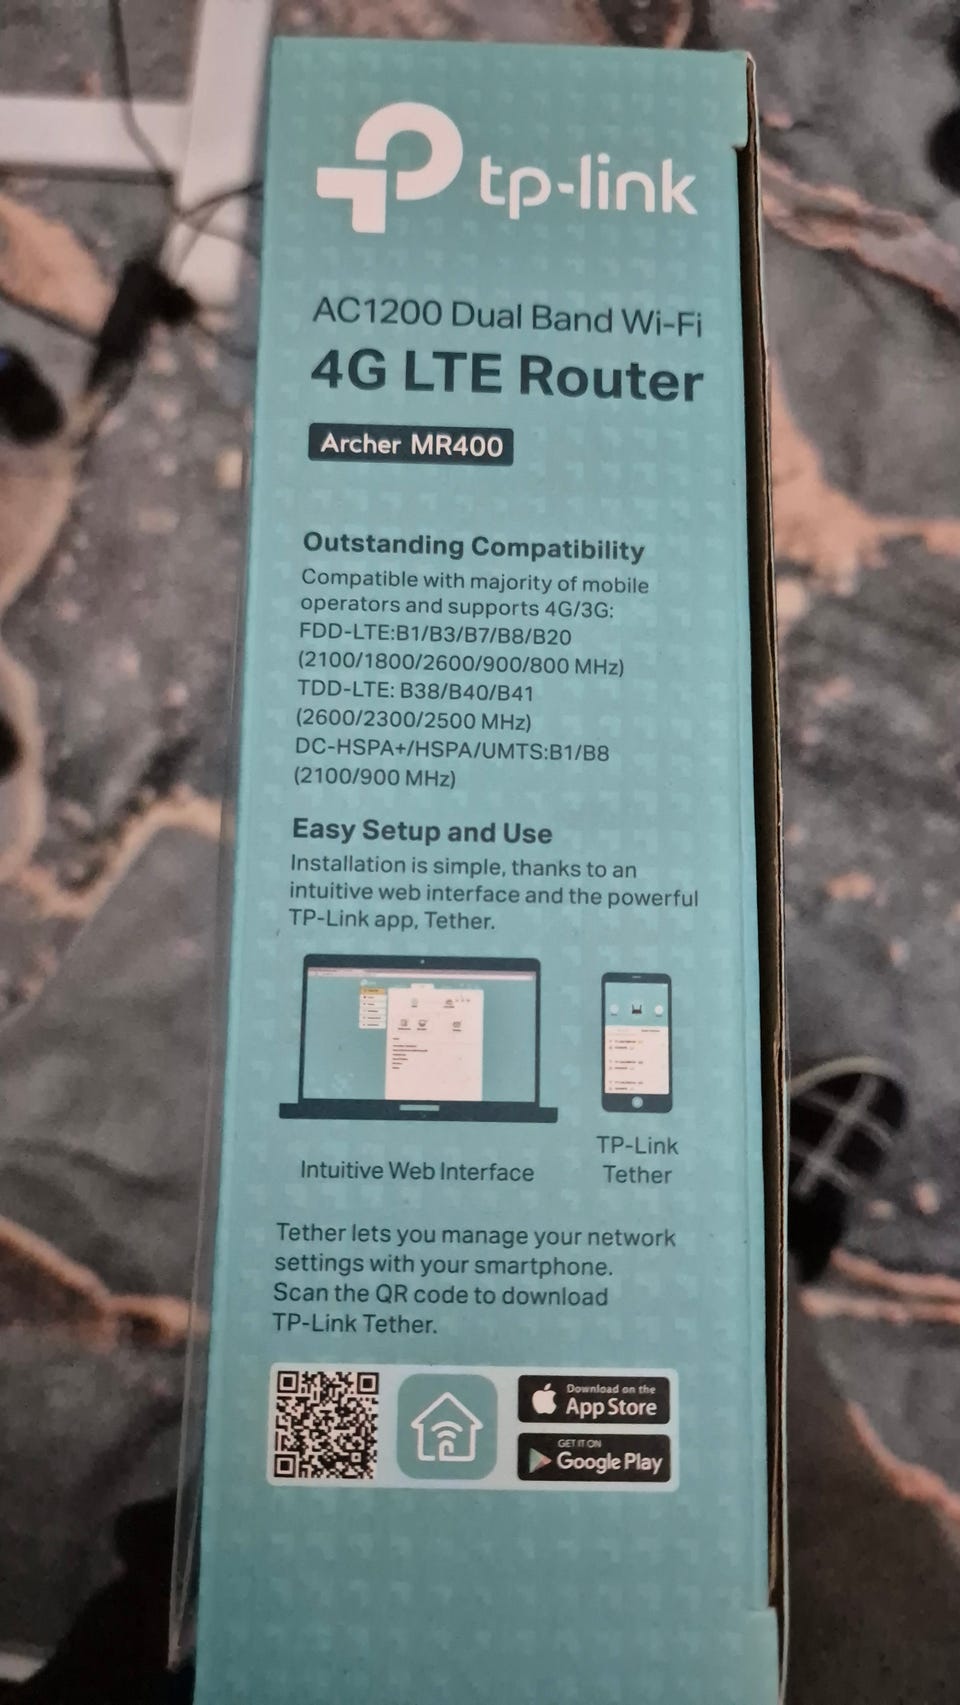 tp-link
AC1200 Dual Band Wi-Fi
4G LTE Router
Archer MR400
Outstanding Compatibility
Compatible with majority of mobile
operators and supports 4G/3G:
FDD-LTE:B1/B3/B7/B8/B20
(2100/1800/2600/900/800 MHz)
TDD-LTE: B38/B40/B41
(2600/2300/2500 MHz)
DC-HSPA+/HSPA/UMTS:B1/B8
(2100/900 MHz)
Easy Setup and Use
Installation is simple, thanks to an
intuitive web interface and the powerful
TP-Link app, Tether.
Intuitive Web Interface
TP-Link
Tether
Tether lets you manage your network
settings with your smartphone.
Scan the QR code to download
TP-Link Tether.
Download on the
App Store
GET IT ON
Google Play